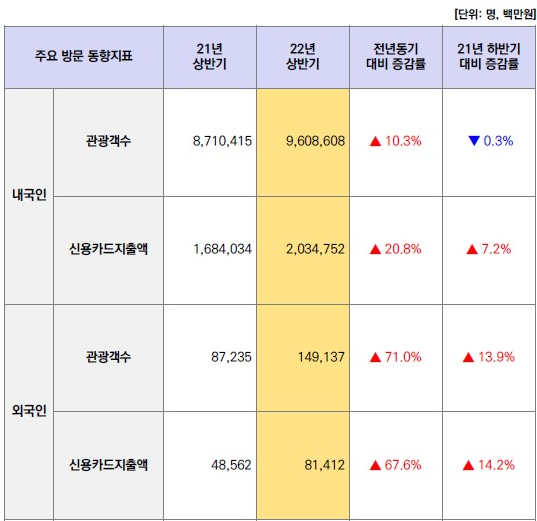 [단위: 명, 백만원]
주요 방문 동향지표
21년
상반기
22년
상반기
전년동기
대비 증감률
21년 하반기
대비 증감률
내국인
관광객수
8,710,415
9,608,608
▲ 10.3%
▼ 0.3%
신용카드지출액
1,684,034
2,034,752
▲ 20.8%
▲ 7.2%
외국인
관광객수
87,235
149,137
▲ 71.0%
▲ 13.9%
신용카드지출액
48,562
81,412
▲ 67.6%
▲ 14.2%